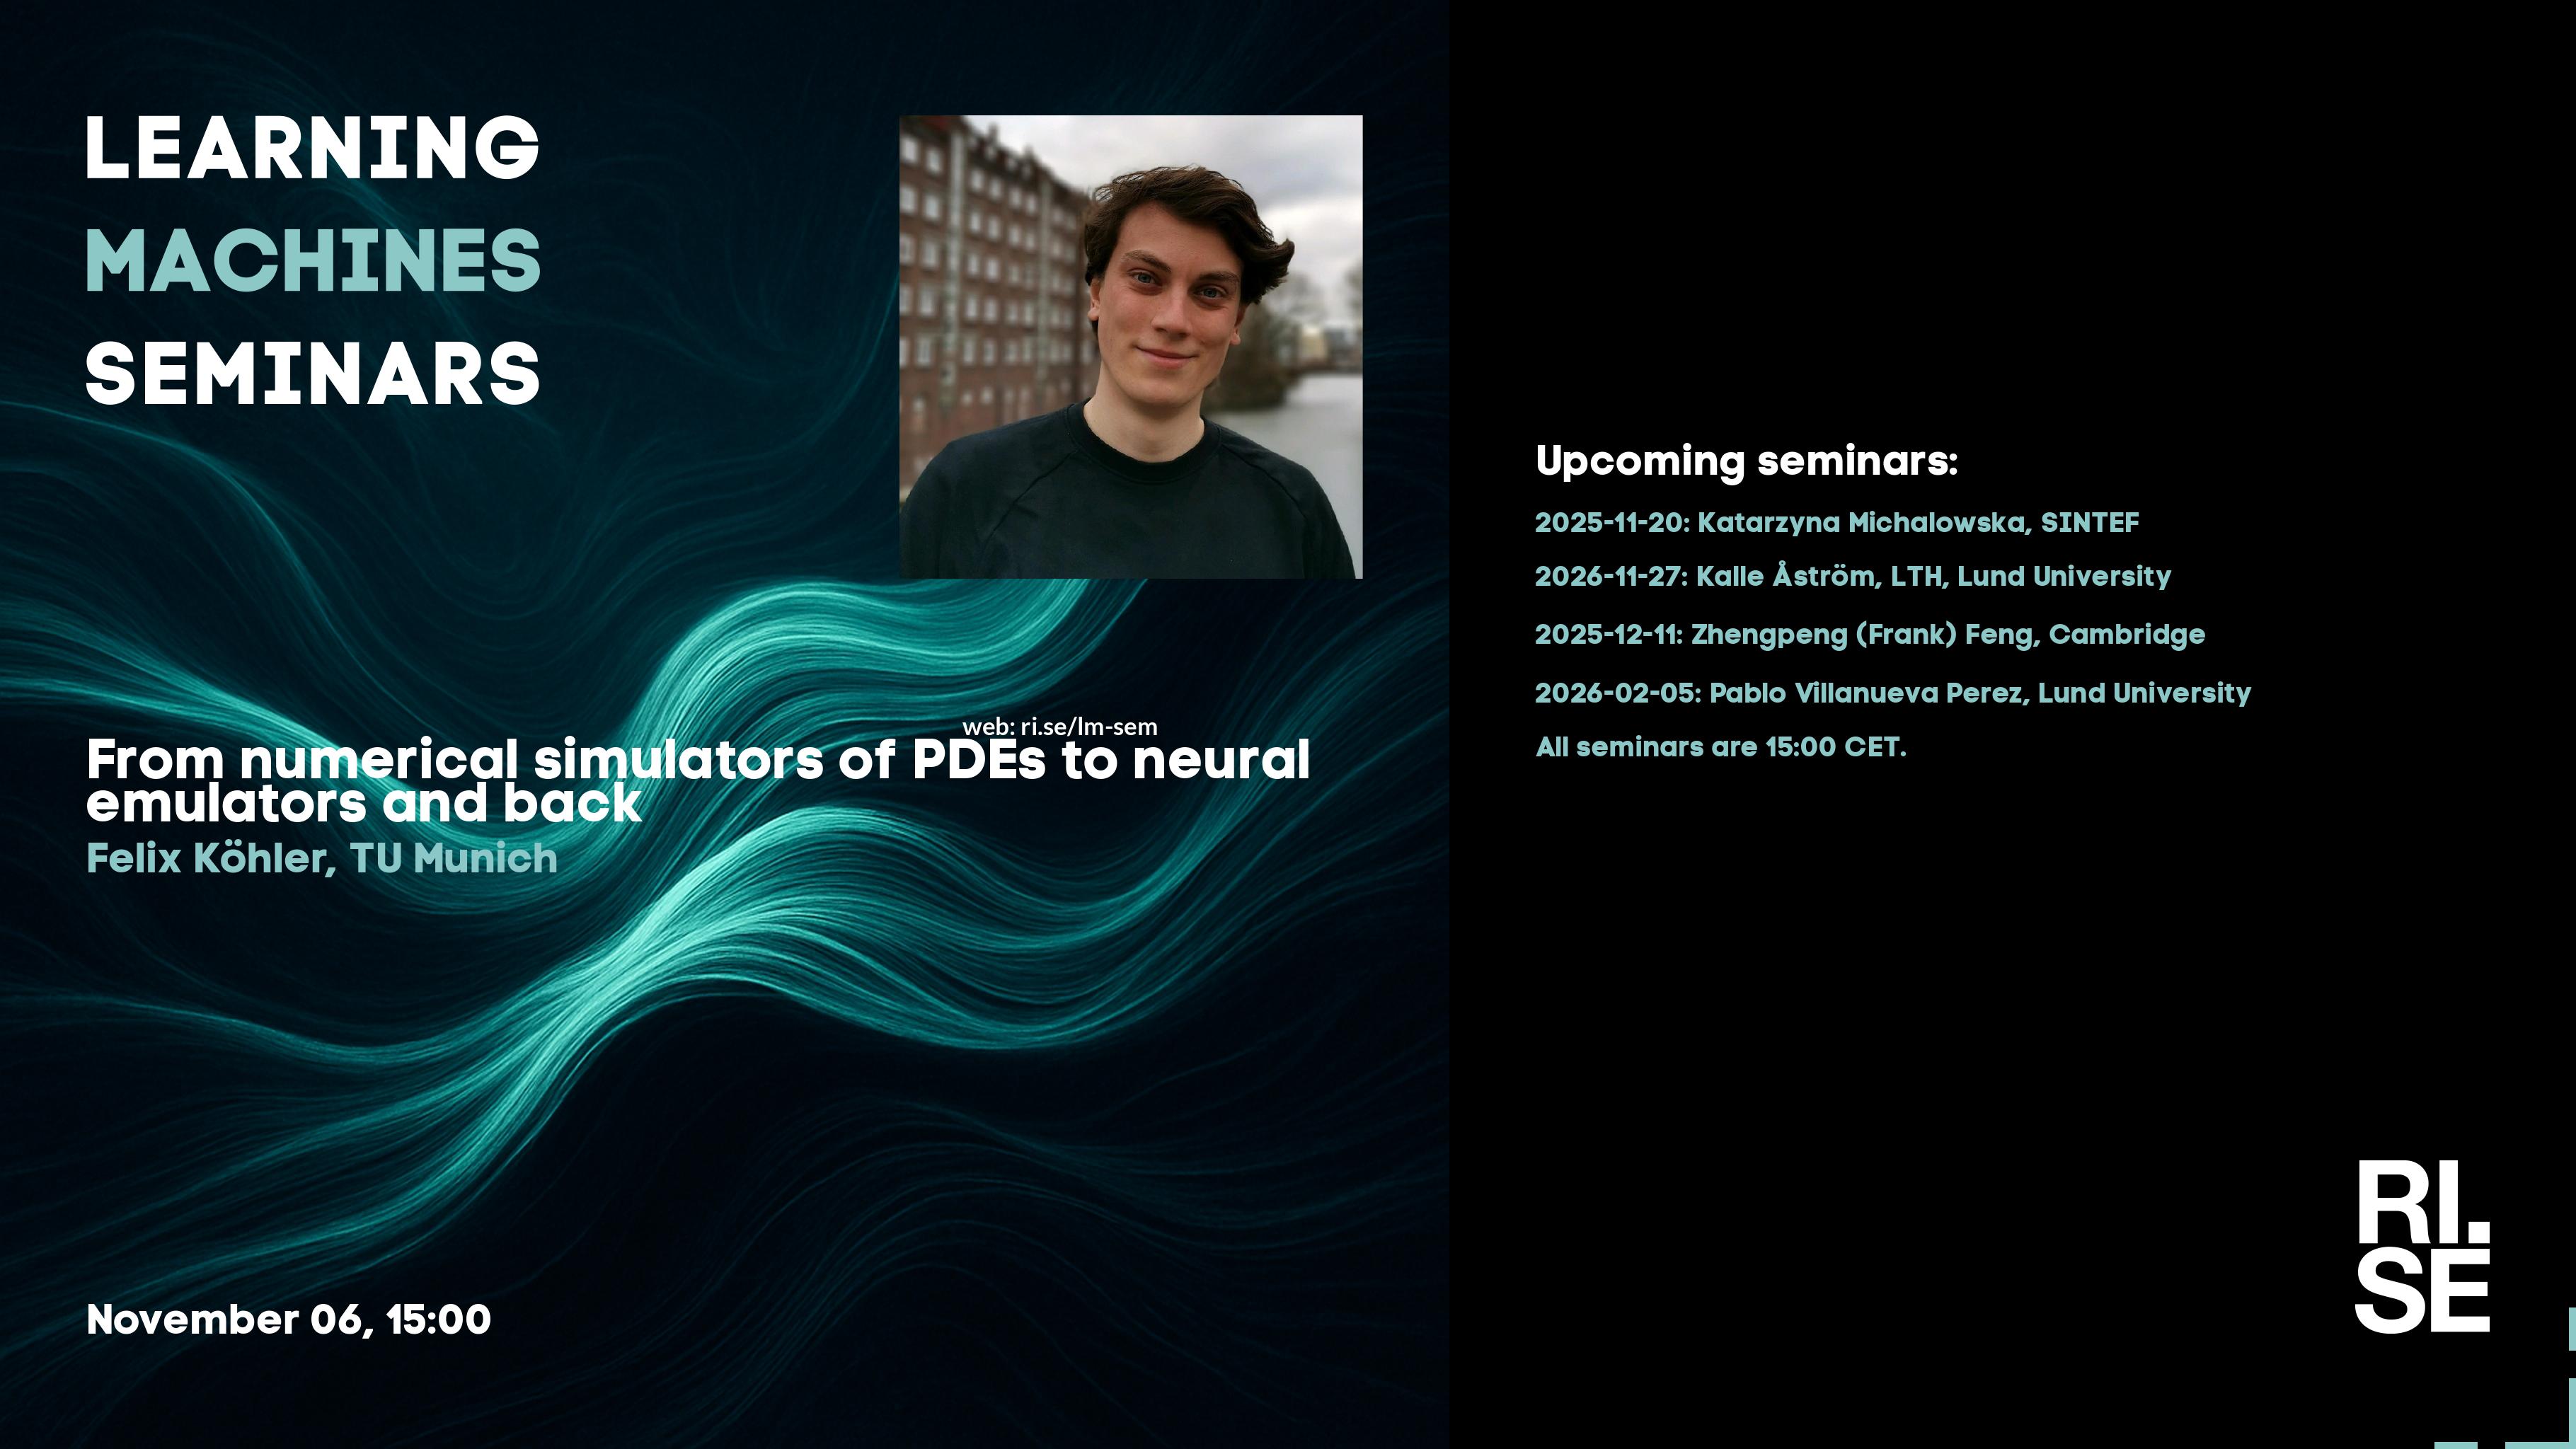 LEARNING
MACHINES
SEMINARS
web: ri.se/lm-sem
From numerical simulators of PDEs to neural
emulators and back
Felix Köhler, TU Munich
November 06, 15:00
Upcoming seminars:
2025-11-20: Katarzyna Michalowska, SINTEF
2026-11-27: Kalle Åström, LTH, Lund University
2025-12-11: Zhengpeng (Frank) Feng, Cambridge
2026-02-05: Pablo Villanueva Perez, Lund University
All seminars are 15:00 CET.
RI.
SE